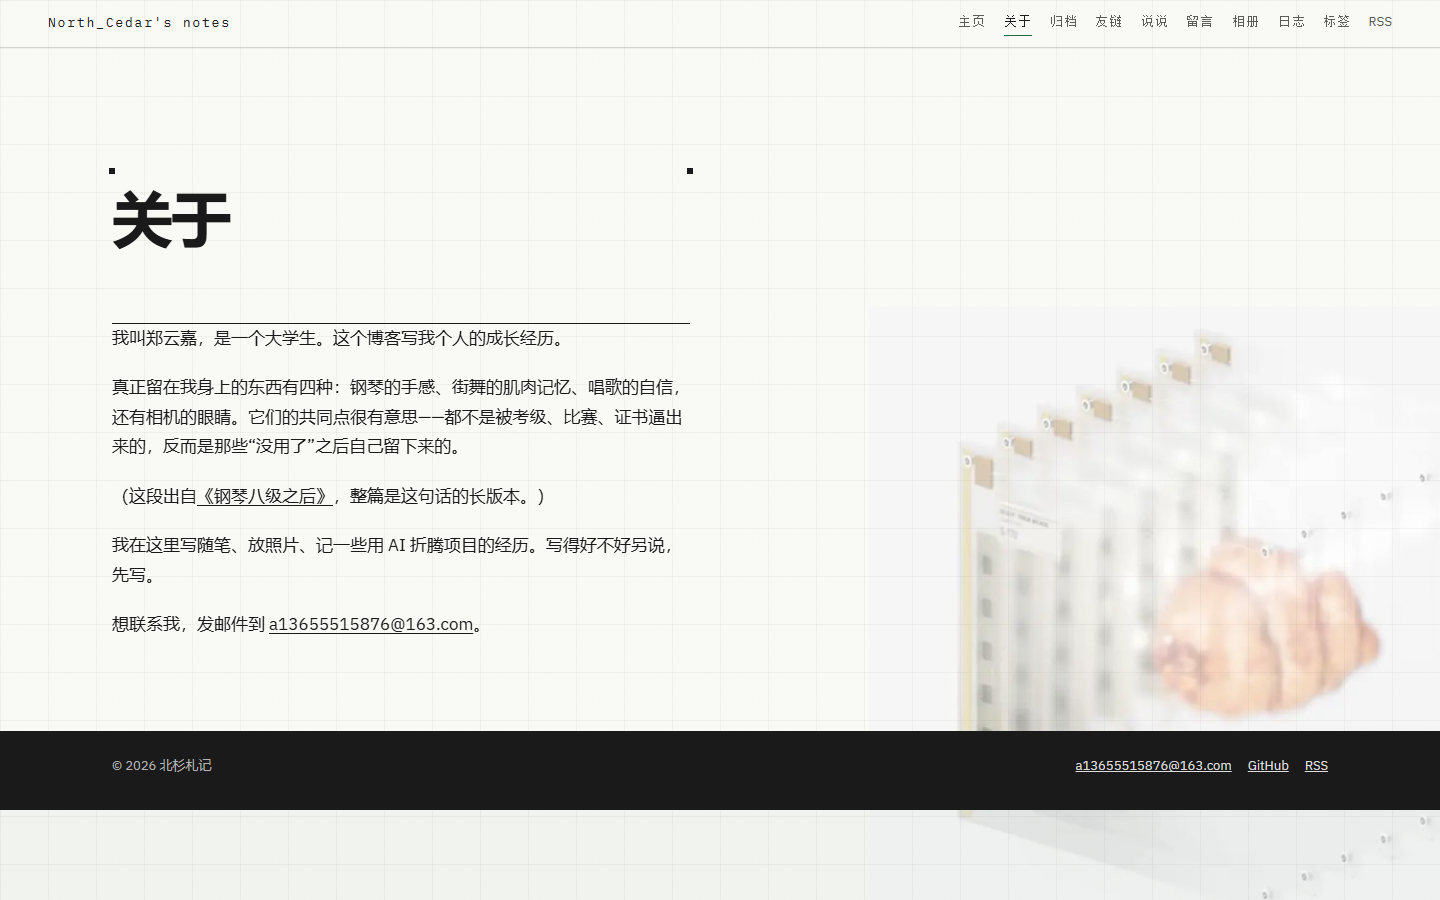 North_Cedar's notes
主页 关于 归档 友链 说说 留言 相册 日志 标签 RSS
关于
我叫郑云嘉，是一个大学生。这个博客写我个人的成长经历。
真正留在我身上的东西有四种：钢琴的手感、街舞的肌肉记忆、唱歌的自信，
还有相机的眼睛。它们的共同点很有意思——都不是被考级、比赛、证书逼出
来的，反而是那些“没用了”之后自己留下来的。
（这段出自《钢琴八级之后》，整篇是这句话的长版本。）
我在这里写随笔、放照片、记一些用 AI 折腾项目的经历。写得好不好另说，
先写。
想联系我，发邮件到 a13655515876@163.com。
© 2026 北杉札记
a13655515876@163.com GitHub RSS